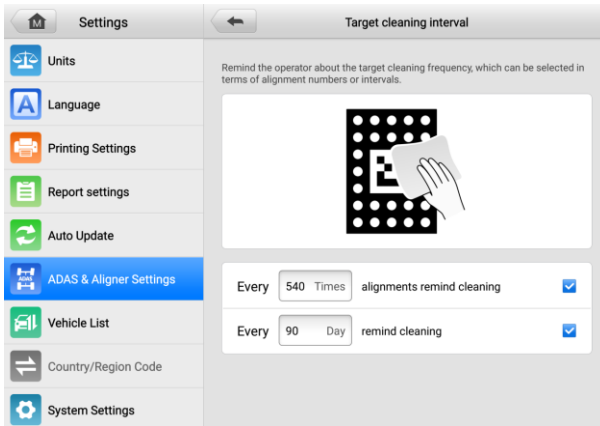 Settings
Target cleaning interval
Units
Language
Printing Settings
Report settings
Auto Update
ADAS & Aligner Settings
Vehicle List
Country/Region Code
System Settings
Remind the operator about the target cleaning frequency, which can be selected in
terms of alignment numbers or intervals.
Every 540 Times alignments remind cleaning
Every 90 Day remind cleaning
M
A
ADAS